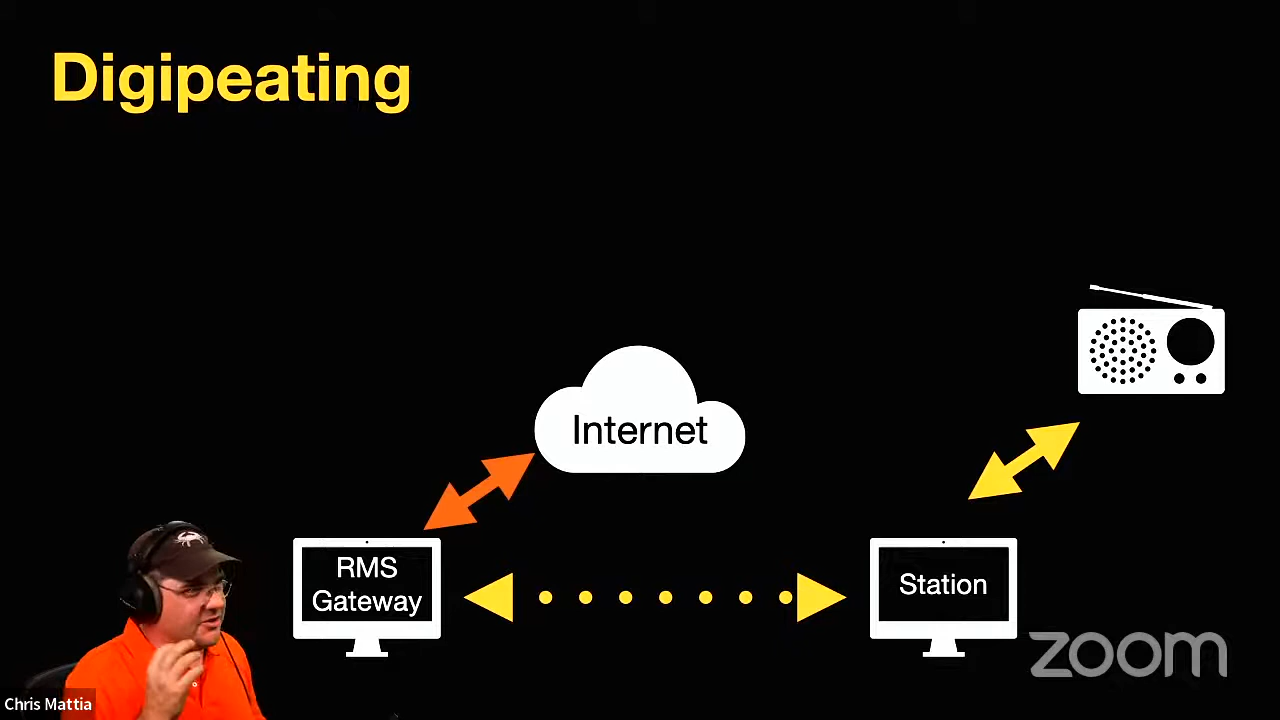 Digipeating
Internet
RMS
Gateway
Station
zoom
Chris Mattia